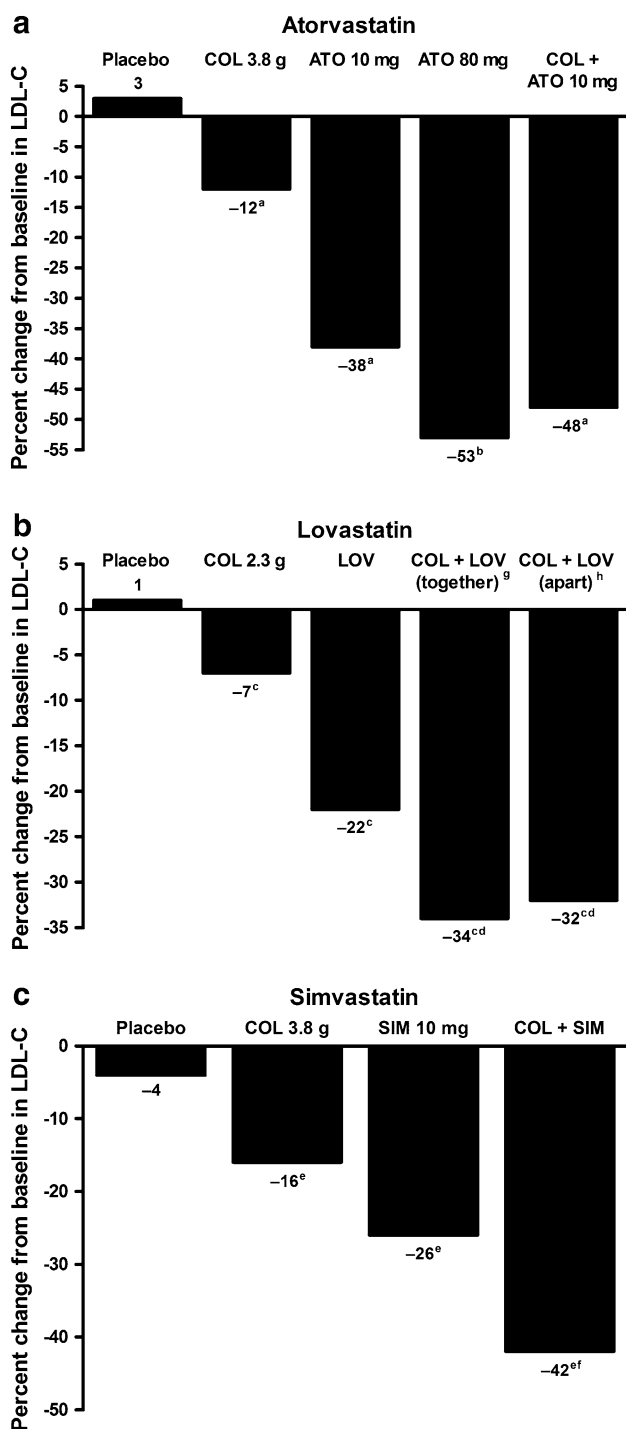 a
Atorvastatin
Placebo COL 3.8 g ATO 10 mg ATO 80 mg COL +
ATO 10 mg
Percent change from baseline in LDL-C
5
0
-5
-10
-15
-20
-25
-30
-35
-40
-45
-50
-55
3
–12a
–38a
–53b
–48a
b
Lovastatin
Placebo COL 2.3 g LOV COL + LOV COL + LOV
(together) g (apart) h
Percent change from baseline in LDL-C
5
0
-5
-10
-15
-20
-25
-30
-35
1
–7c
–22c
–34cd
–32cd
c
Simvastatin
Placebo COL 3.8 g SIM 10 mg COL + SIM
Percent change from baseline in LDL-C
0
-10
-20
-30
-40
-50
–4
–16e
–26e
–42ef